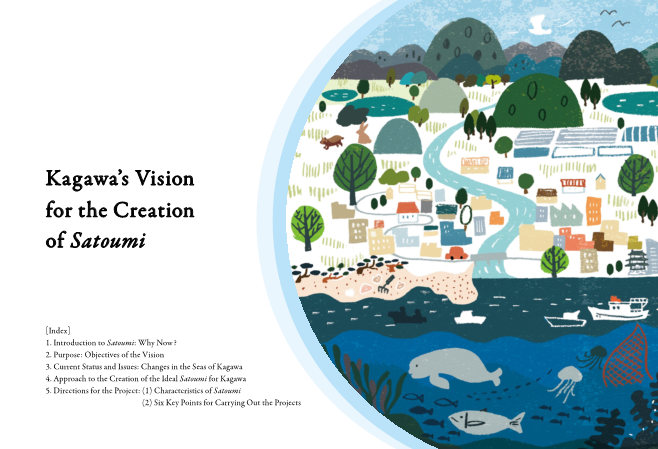 Kagawa's Vision
for the Creation
of Satoumi
[Index]
1. Introduction to Satoumi: Why Now?
2. Purpose: Objectives of the Vision
3. Current Status and Issues: Changes in the Seas of Kagawa
4. Approach to the Creation of the Ideal Satoumi for Kagawa
5. Directions for the Project: (1) Characteristics of Satoumi
(2) Six Key Points for Carrying Out the Projects